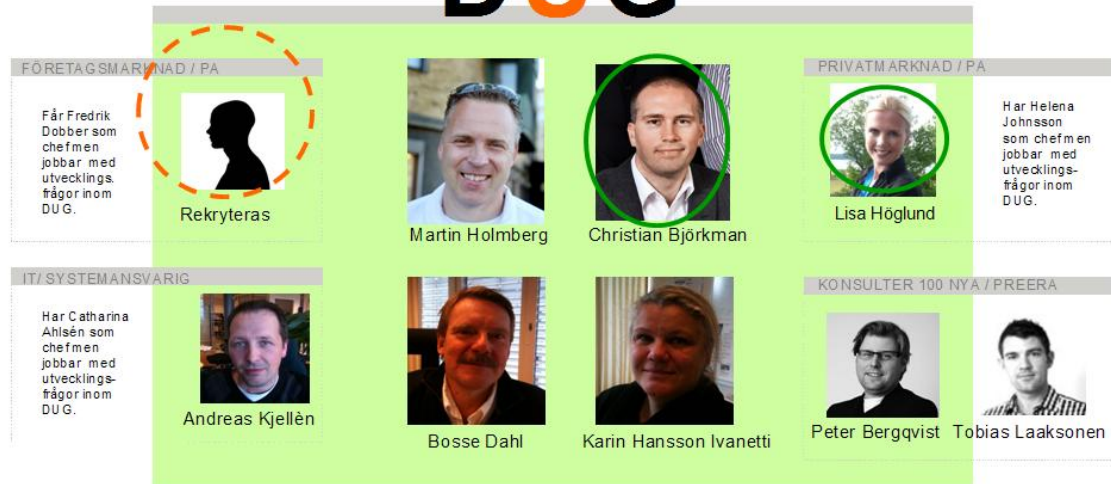 DUG
FÖRETAGSMARKNAD / PA
Får Fredrik
Dobber som
chef men
jobbar med
utvecklings.
frågor inom
DUG.
Rekryteras
Martin Holmberg
Christian Björkman
PRIVATMARKNAD / PA
Lisa Höglund
Har Helena
Johnsson
som chef men
jobbar med
utvecklings-
frågor inom
DUG.
IT/ SYSTEMANSVARIG
Har Catharina
Ahlsén som
chef men
jobbar med
utvecklings-
frågor inom
DUG.
Andreas Kjellèn
Bosse Dahl
Karin Hansson Ivanetti
KONSULTER 100 NYA / PREERA
Peter Bergqvist
Tobias Laaksonen